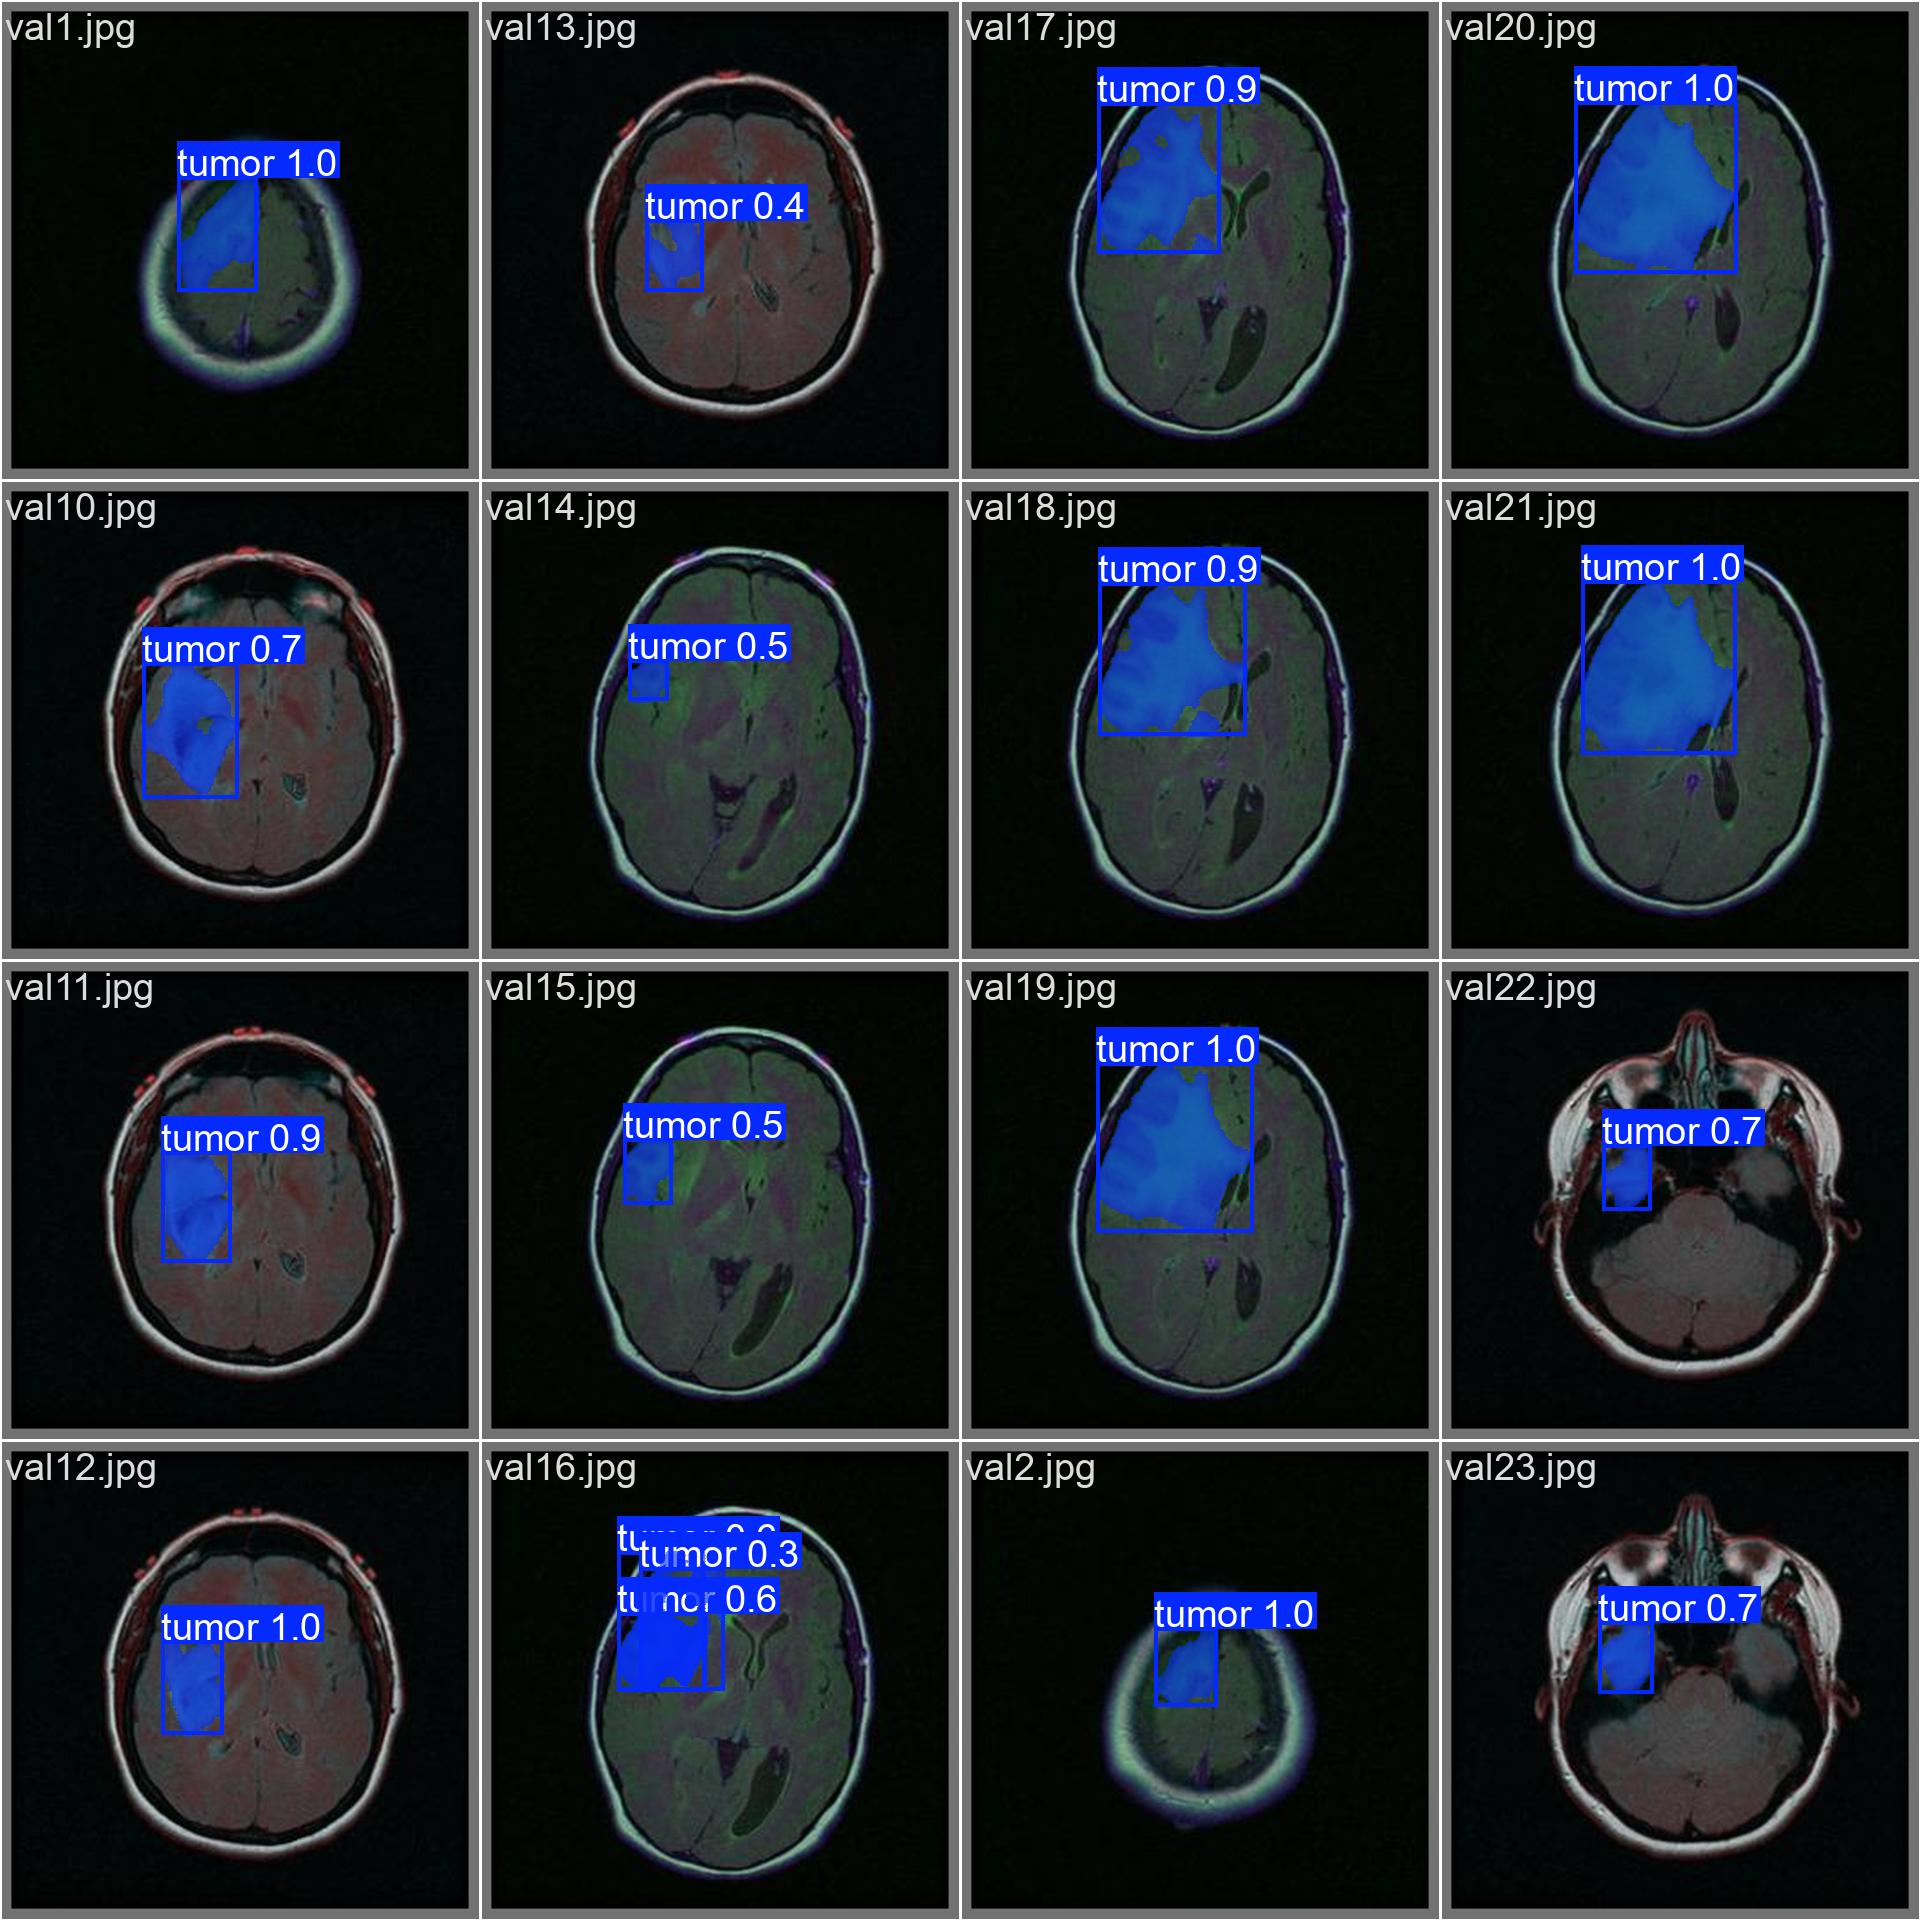 val1.jpg
tumor 1.0
val13.jpg
tumor 0.4
val17.jpg
tumor 0.9
val20.jpg
tumor 1.0
val10.jpg
tumor 0.7
val14.jpg
tumor 0.5
val18.jpg
tumor 0.9
val21.jpg
tumor 1.0
val11.jpg
tumor 0.9
val15.jpg
tumor 0.5
val19.jpg
tumor 1.0
val22.jpg
tumor 0.7
val12.jpg
tumor 1.0
val16.jpg
tumor 0.3
tumor 0.6
val2.jpg
tumor 1.0
val23.jpg
tumor 0.7